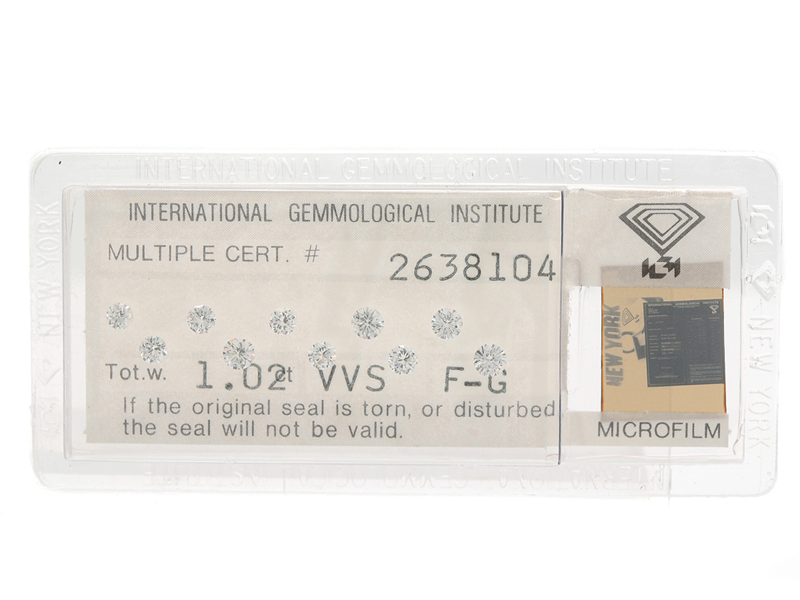 INTERNATIONAL GEMMOLOGICAL INSTITUTE
NEW YORK
INTERNATIONAL GEMMOLOGICAL INSTITUTE
MULTIPLE CERT. # 2638104
Tot.w. 1.02ct VVS F-G
If the original seal is torn, or disturbed
the seal will not be valid.
IGI
NEW YORK
MICROFILM
IGI
NEW YORK